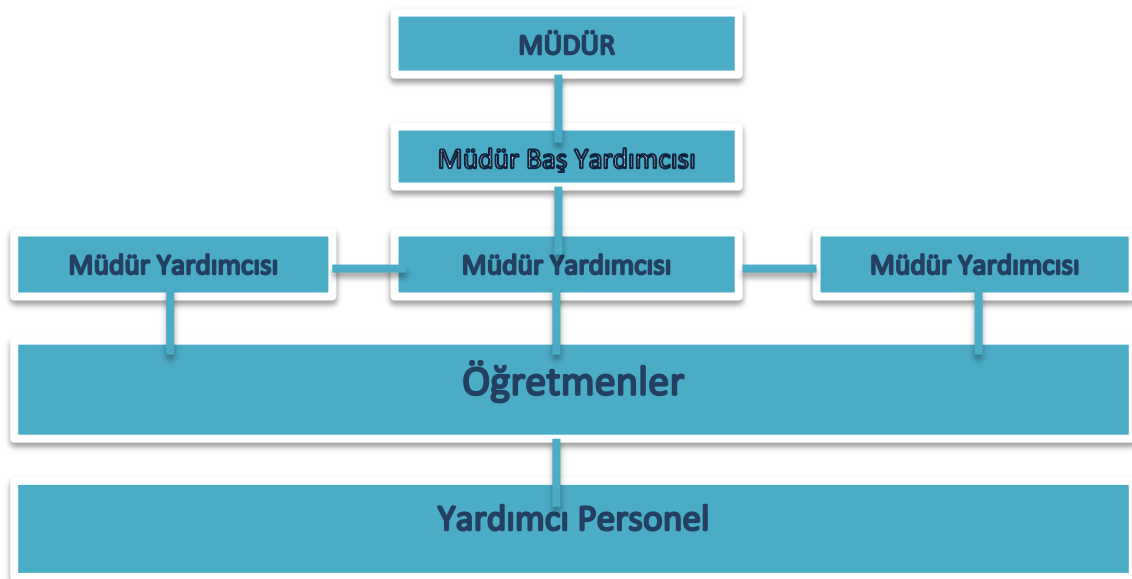 MÜDÜR
Müdür Baş Yardımcısı
Müdür Yardımcısı
Müdür Yardımcısı
Müdür Yardımcısı
Öğretmenler
Yardımcı Personel